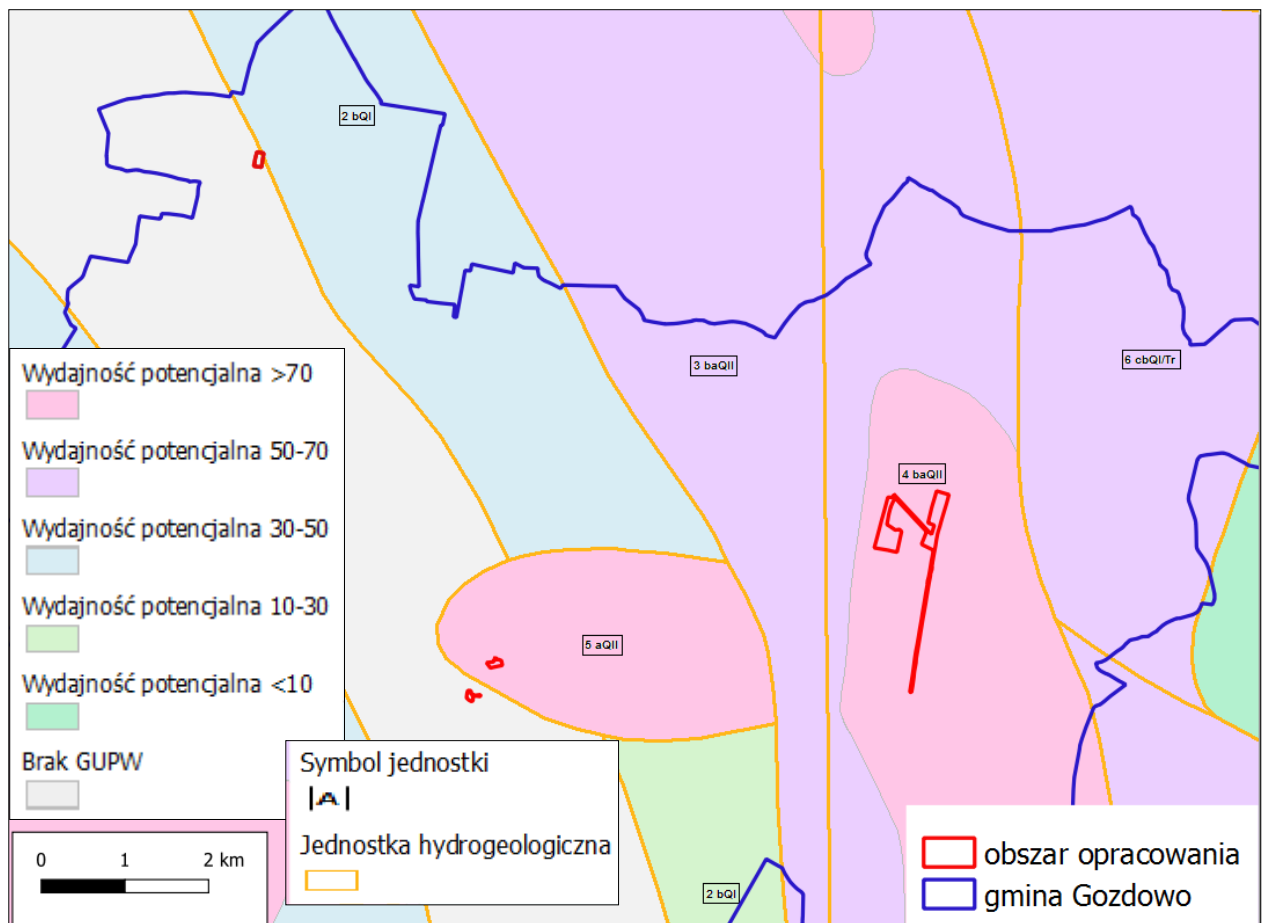 2 bQI
3 baQII
6 cbQI/Tr
4 baQII
5 aQII
2 bQI
Wydajność potencjalna >70
Wydajność potencjalna 50-70
Wydajność potencjalna 30-50
Wydajność potencjalna 10-30
Wydajność potencjalna <10
Brak GUPW
Symbol jednostki
|A|
Jednostka hydrogeologiczna
0 1 2 km
obszar opracowania
gmina Gozdowo